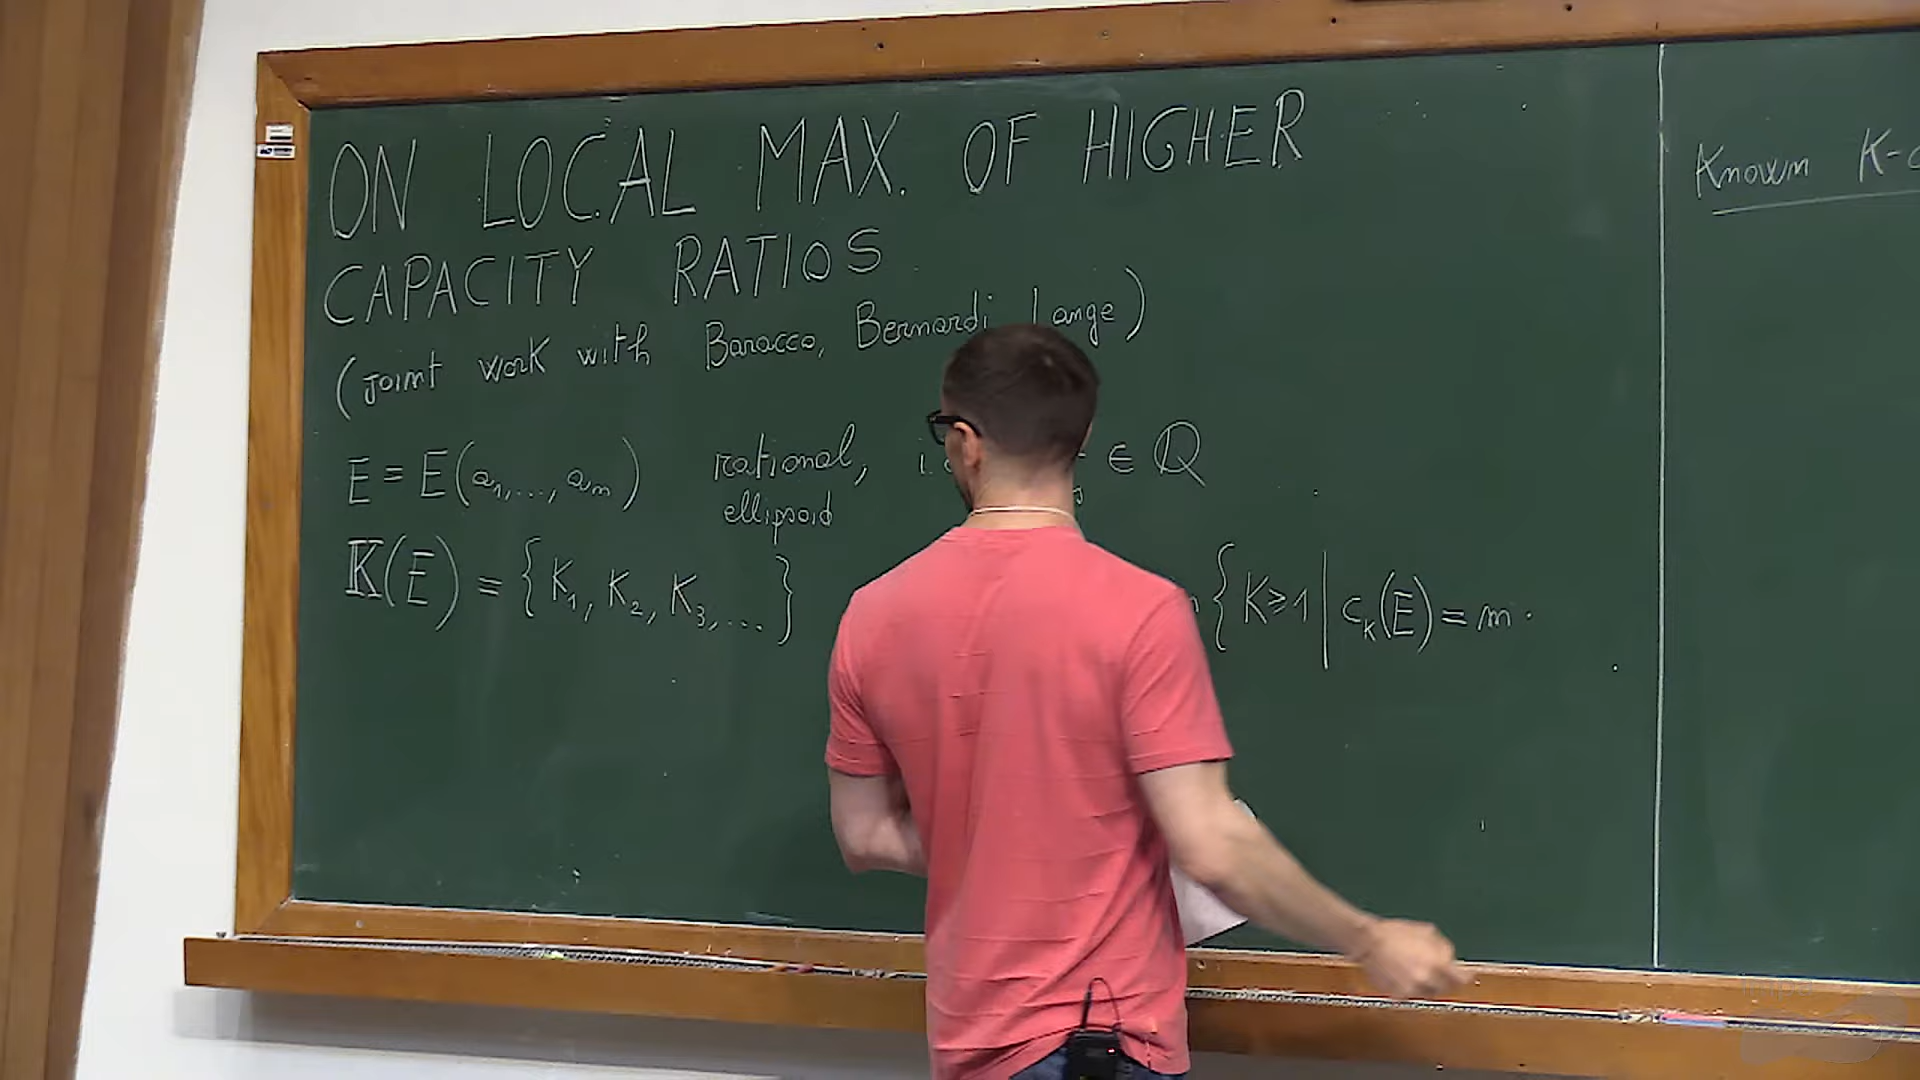 ON LOCAL MAX. OF HIGHER
CAPACITY RATIOS
(joint work with Baracco, Bernardi, Lange)
E = E(a₁,..., aₙ) rational, i.e. ∈ ℚ
ellipsoid
𝕂(E) = {K₁, K₂, K₃,...} {K≥1 | cₖ(E) = m ·
Known K-